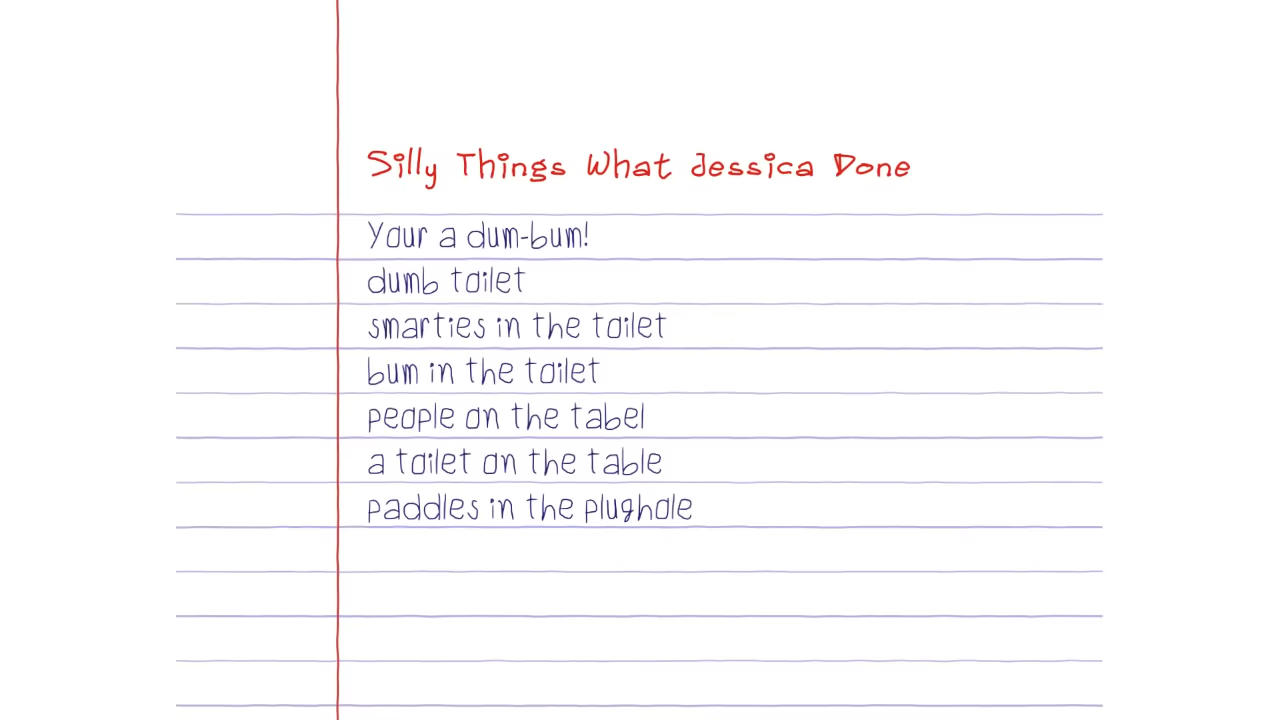 Silly Things What Jessica Done
Your a dum-bum!
dumb toilet
smarties in the toilet
bum in the toilet
people on the tabel
a toilet on the table
paddles in the plughole